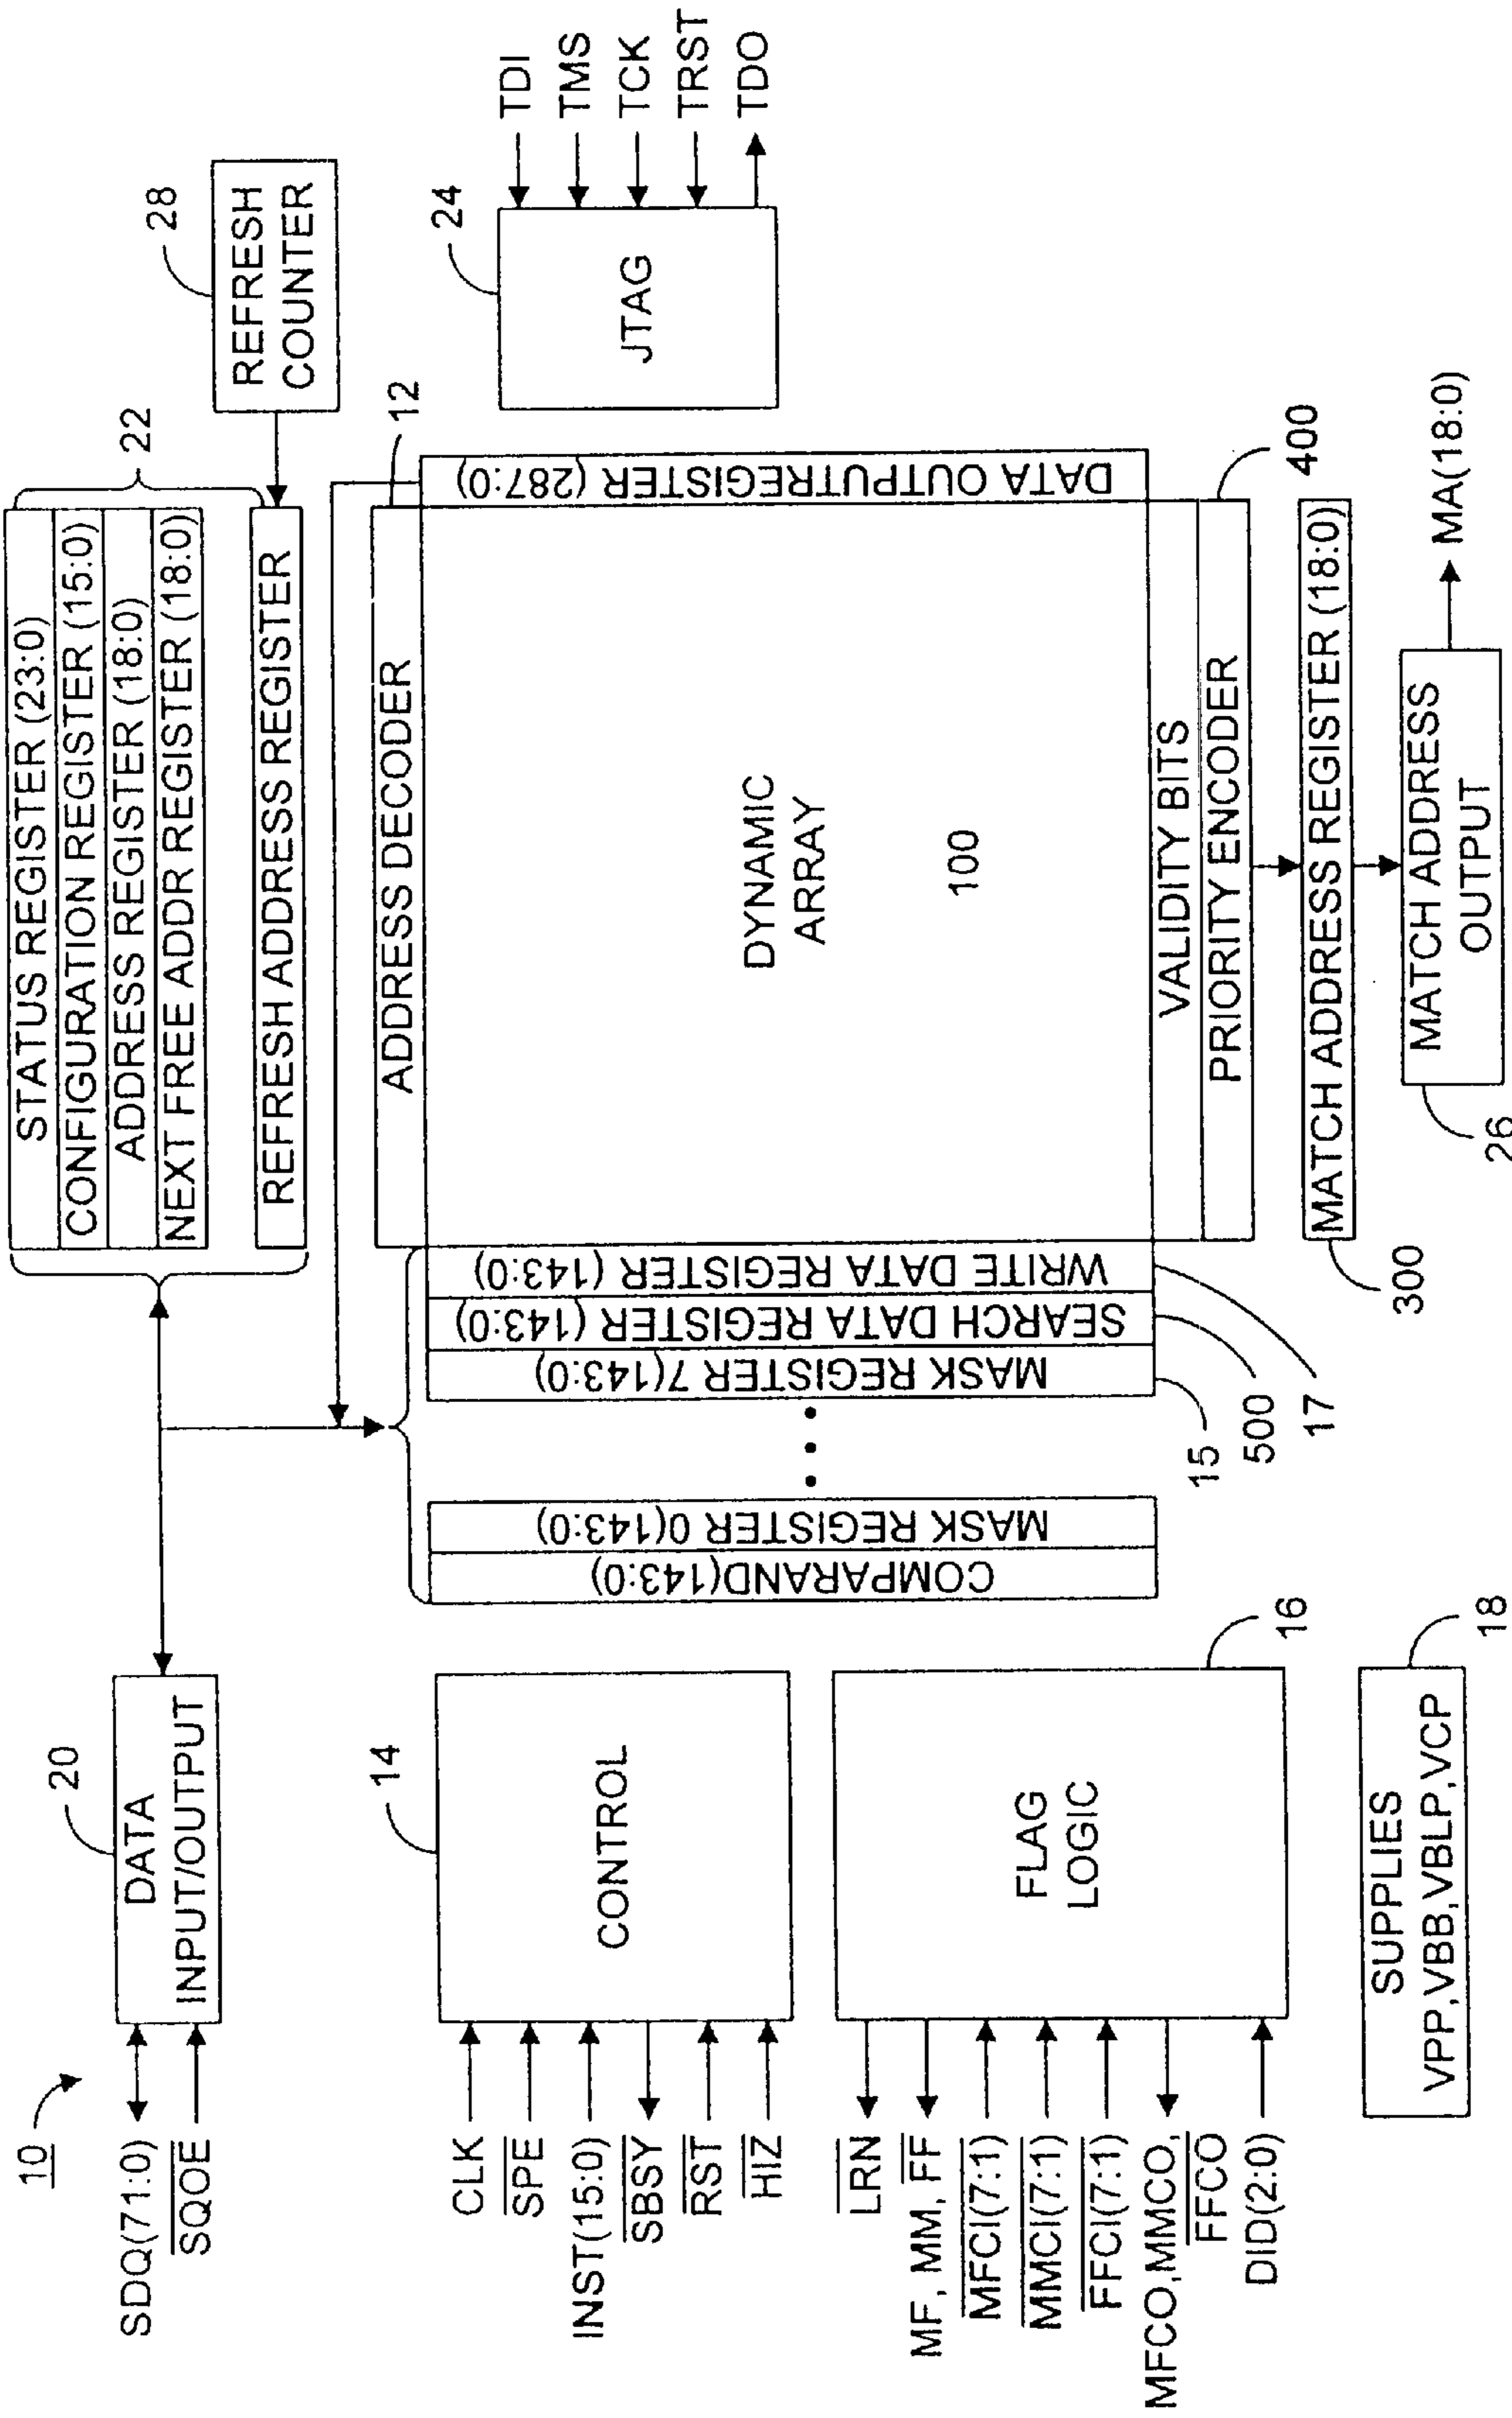 10
SDQ(71:0)
SQOE
20
DATA
INPUT/OUTPUT
STATUS REGISTER (23:0)
CONFIGURATION REGISTER (15:0)
ADDRESS REGISTER (18:0)
NEXT FREE ADDR REGISTER (18:0)
REFRESH ADDRESS REGISTER
22
28
REFRESH
COUNTER
CLK
SPE
INST(15:0)
SBSY
RST
HIZ
14
CONTROL
LRN
MF, MM, FF
MFCI(7:1)
MMCI(7:1)
FFCI(7:1)
MFCO,MMCO,
FFCO
DID(2:0)
FLAG
LOGIC
16
SUPPLIES
VPP,VBB,VBLP,VCP
18
COMPARAND(143:0)
MASK REGISTER 0(143:0)
MASK REGISTER 7(143:0)
SEARCH DATA REGISTER (143:0)
WRITE DATA REGISTER (143:0)
15
500
17
ADDRESS DECODER
12
DYNAMIC
ARRAY
100
DATA OUTPUTREGISTER (287:0)
VALIDITY BITS
PRIORITY ENCODER
400
MATCH ADDRESS REGISTER (18:0)
300
MATCH ADDRESS
OUTPUT
26
MA(18:0)
24
JTAG
TDI
TMS
TCK
TRST
TDO